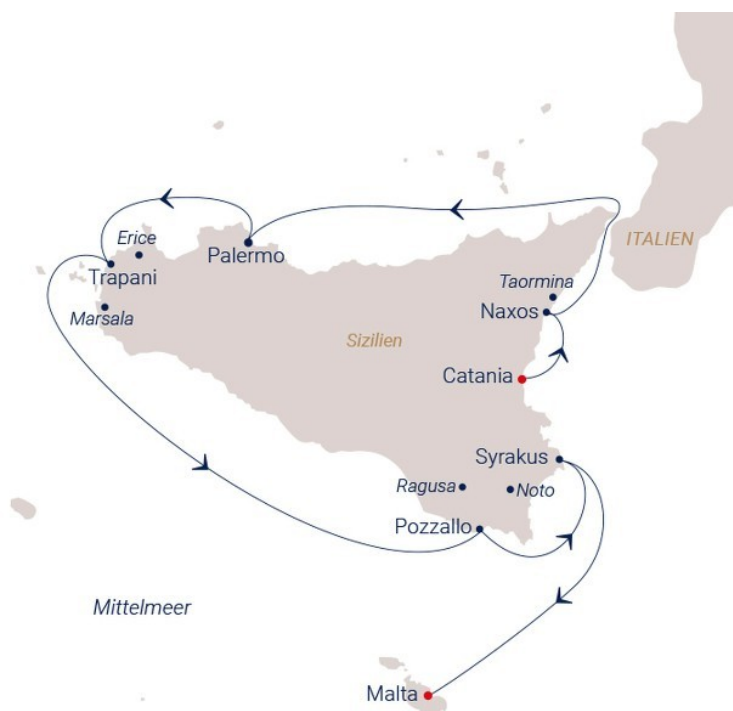 ITALIEN
Erice
Palermo
Trapani
Taormina
Naxos
Marsala
Sizilien
Catania
Syrakus
Ragusa
Noto
Pozzallo
Mittelmeer
Malta